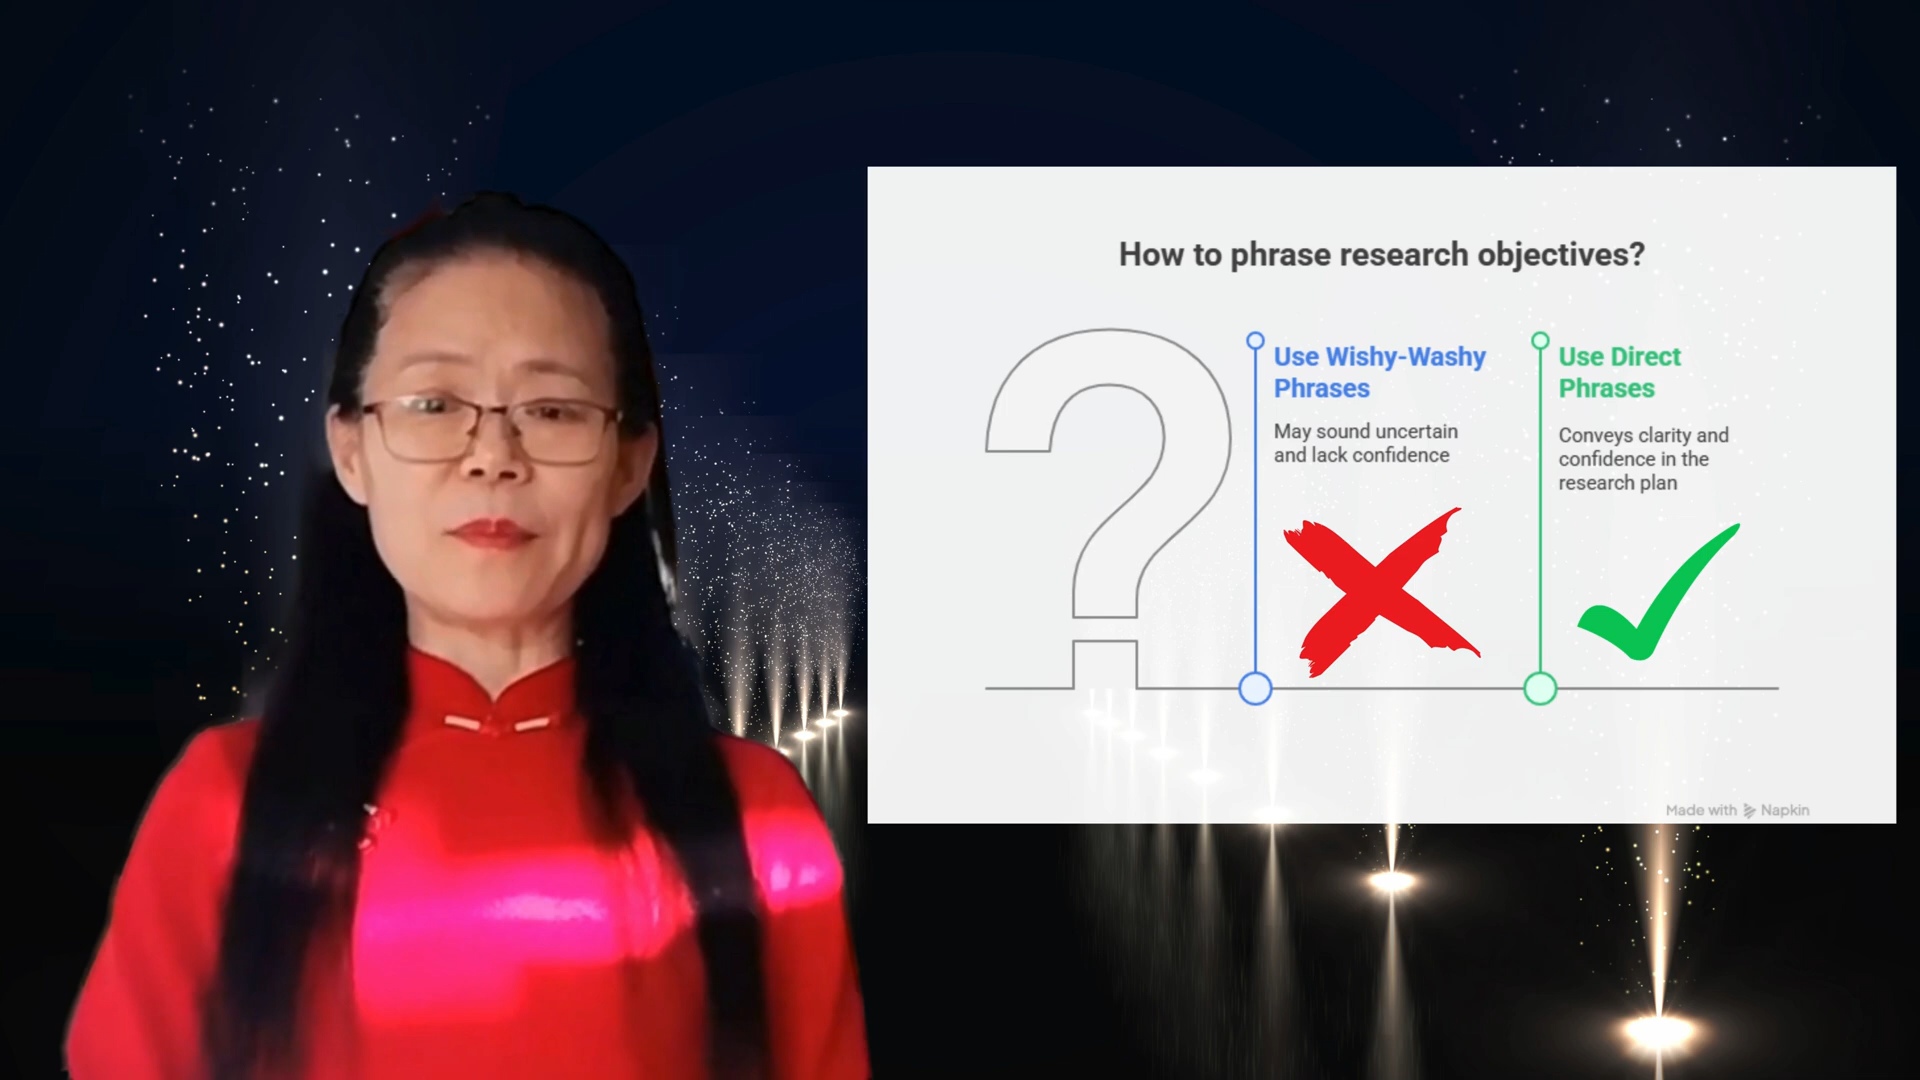 How to phrase research objectives?
Use Wishy-Washy
Phrases
May sound uncertain
and lack confidence
Use Direct
Phrases
Conveys clarity and
confidence in the
research plan
Made with Napkin